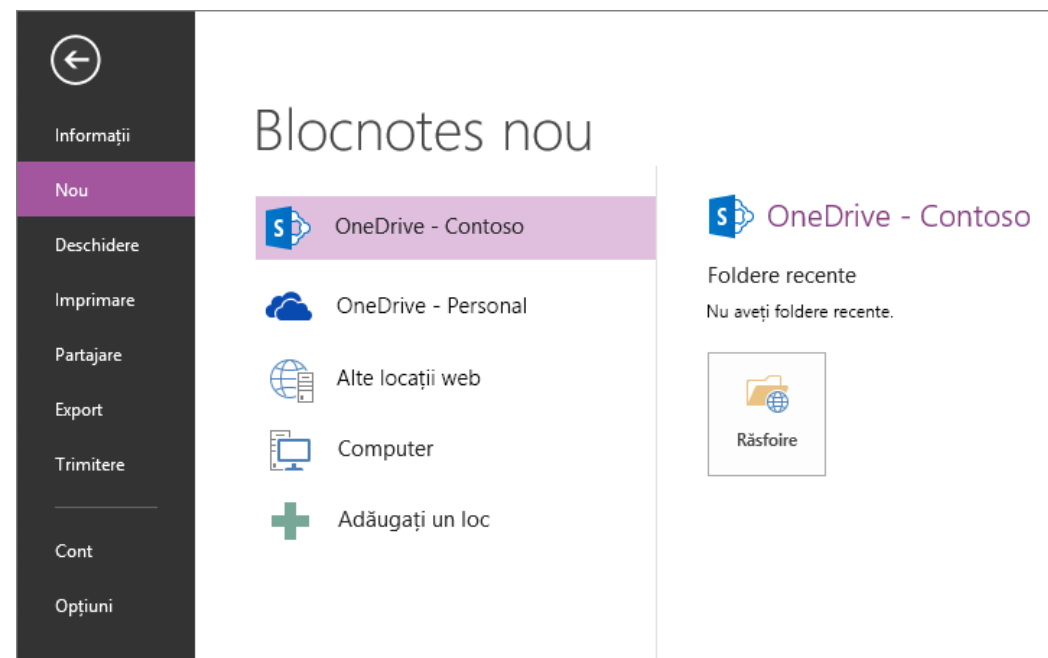 Informații
Nou
Deschidere
Imprimare
Partajare
Export
Trimitere
Cont
Opțiuni
Blocnotes nou
S
OneDrive - Contoso
OneDrive - Personal
Alte locații web
Computer
Adăugați un loc
S
OneDrive - Contoso
Foldere recente
Nu aveți foldere recente.
Răsfoire